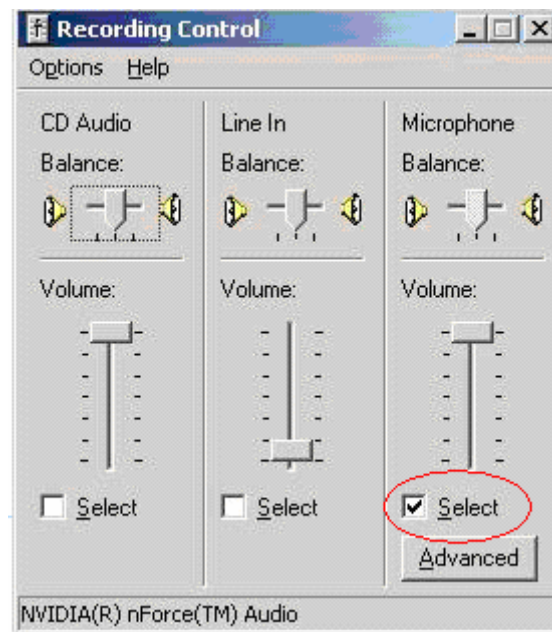 Recording Control
Options Help
CD Audio Line In Microphone
Balance: Balance: Balance:
Volume: Volume: Volume:
Select Select Select
Advanced
NVIDIA(R) nForce(TM) Audio